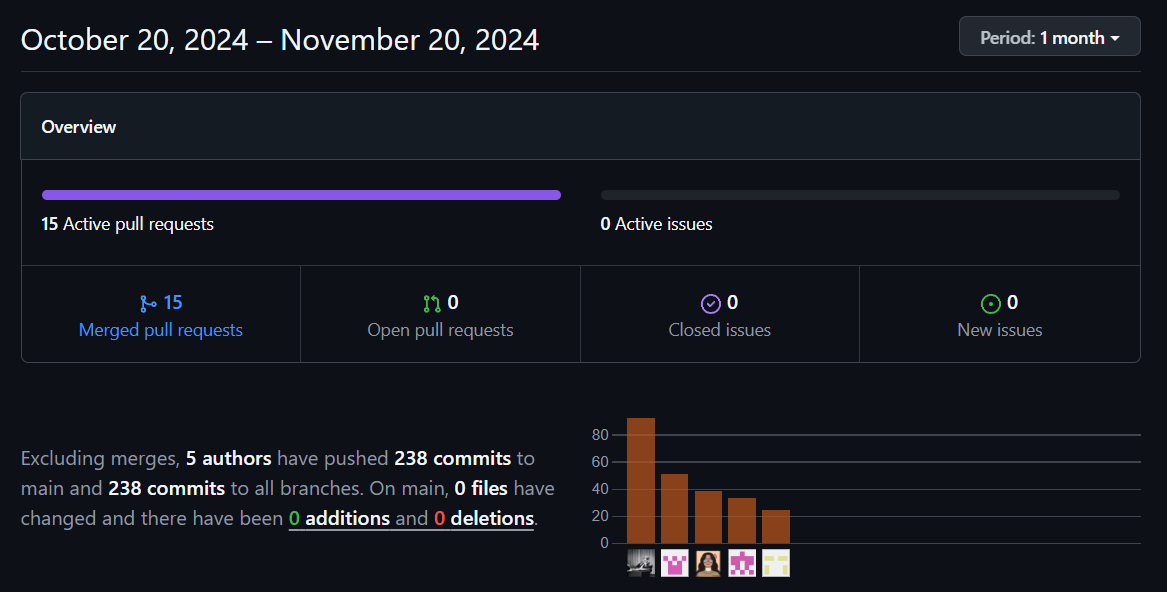 October 20, 2024 – November 20, 2024
Period: 1 month
Overview
15 Active pull requests
0 Active issues
15
Merged pull requests
0
Open pull requests
0
Closed issues
0
New issues
Excluding merges, 5 authors have pushed 238 commits to
main and 238 commits to all branches. On main, 0 files have
changed and there have been 0 additions and 0 deletions.
80
60
40
20
0